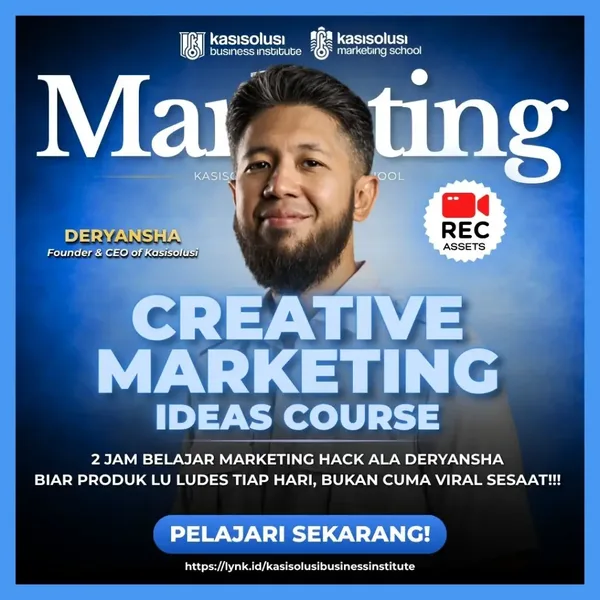 kasisolusi
business institute
kasisolusi
marketing school
Marketing
DERYANSHA
Founder & CEO of Kasisolusi
REC
ASSETS
CREATIVE
MARKETING
IDEAS COURSE
2 JAM BELAJAR MARKETING HACK ALA DERYANSHA
BIAR PRODUK LU LUDES TIAP HARI, BUKAN CUMA VIRAL SESAAT!!!
PELAJARI SEKARANG!
https://lynk.id/kasisolusibusinessinstitute